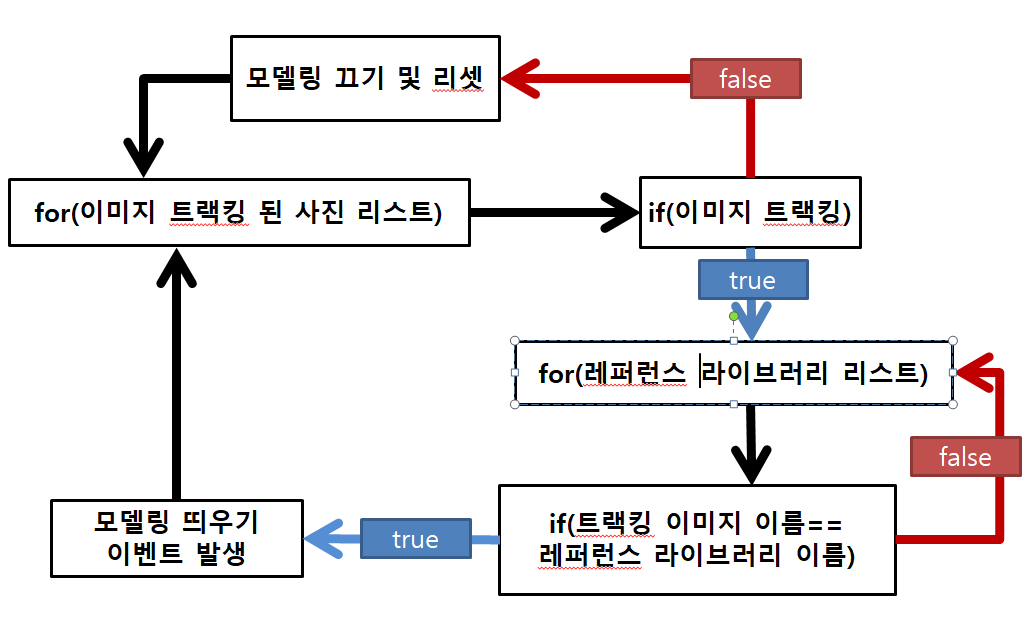 모델링 끄기 및 리셋
false
for(이미지 트랙킹 된 사진 리스트)
if(이미지 트랙킹)
true
for(레퍼런스 라이브러리 리스트)
false
모델링 띄우기
이벤트 발생
true
if(트랙킹 이미지 이름==
레퍼런스 라이브러리 이름)